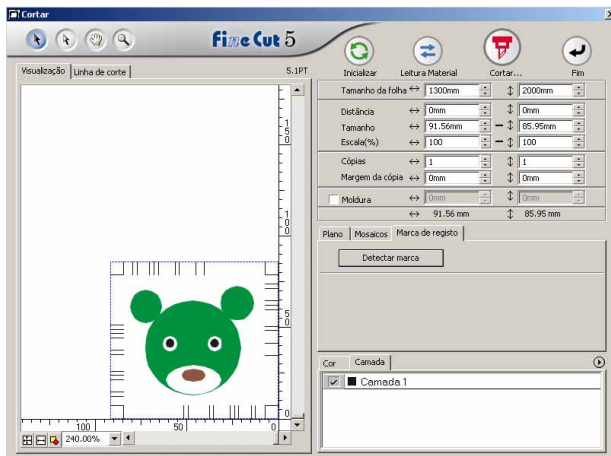 Cortar
Fine Cut 5
Inicializar
Leitura Material
Cortar...
Fim
Visualização
Linha de corte
5.1PT
Tamanho da folha
1300mm
2000mm
Distância
0mm
0mm
Tamanho
91.56mm
85.95mm
Escala(%)
100
100
Cópias
1
1
Margem da cópia
0mm
0mm
Moldura
0mm
0mm
91.56 mm
85.95 mm
Plano
Mosaicos
Marca de registo
Detectar marca
Cor
Camada
Camada 1
150
100
50
0
100
50
0
240.00%